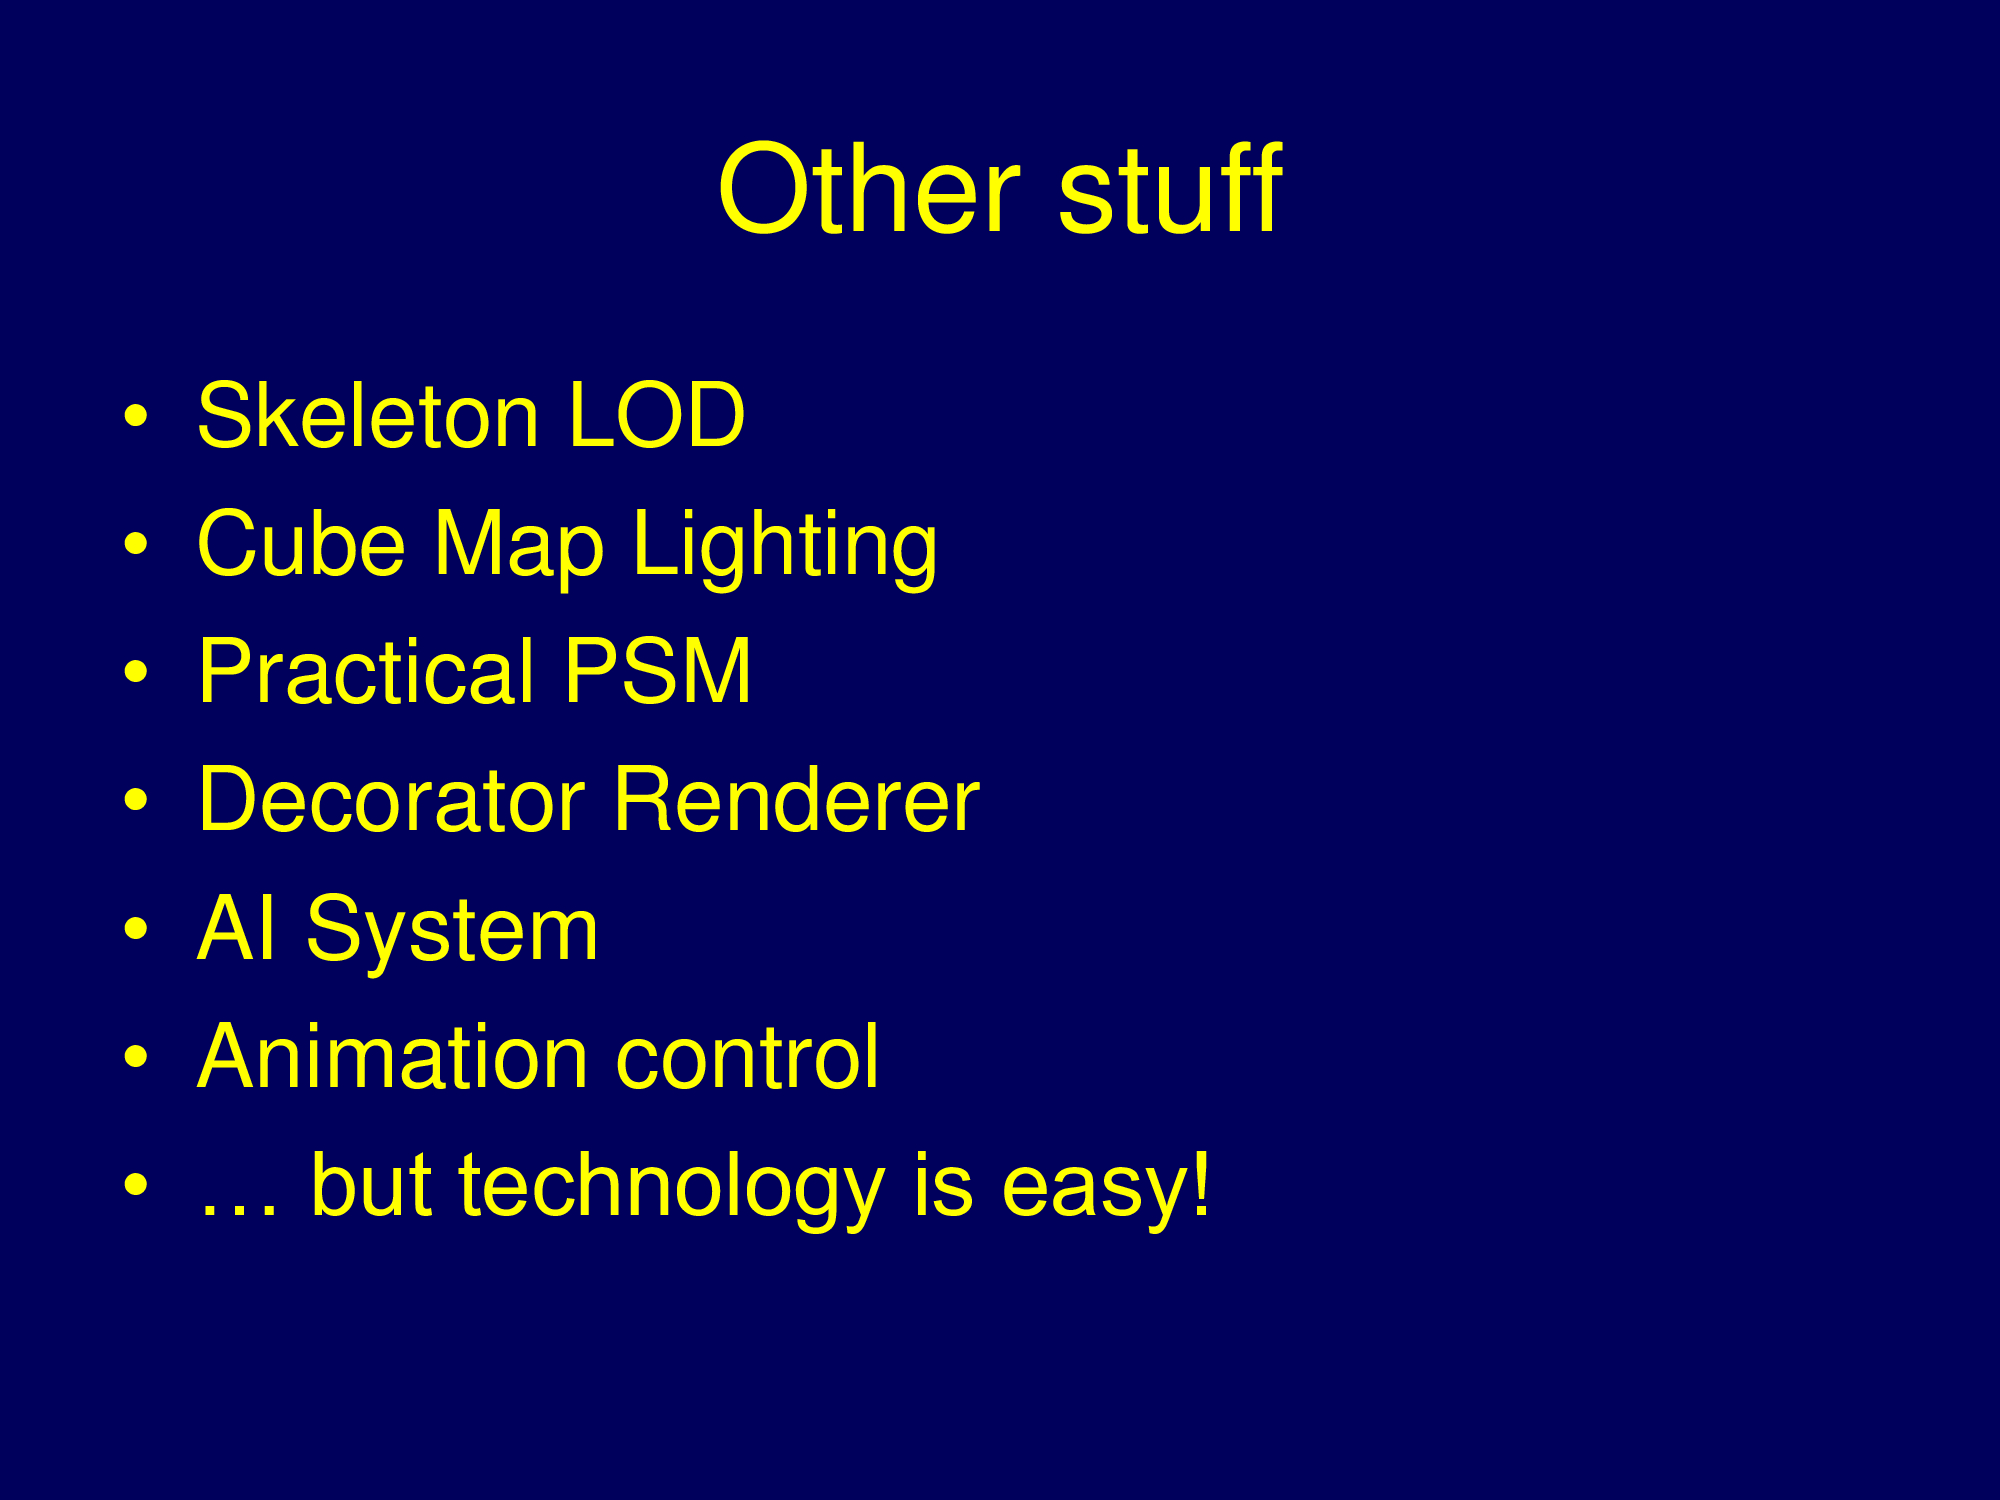 Other stuff
• Skeleton LOD
• Cube Map Lighting
• Practical PSM
• Decorator Renderer
• AI System
• Animation control
• … but technology is easy!